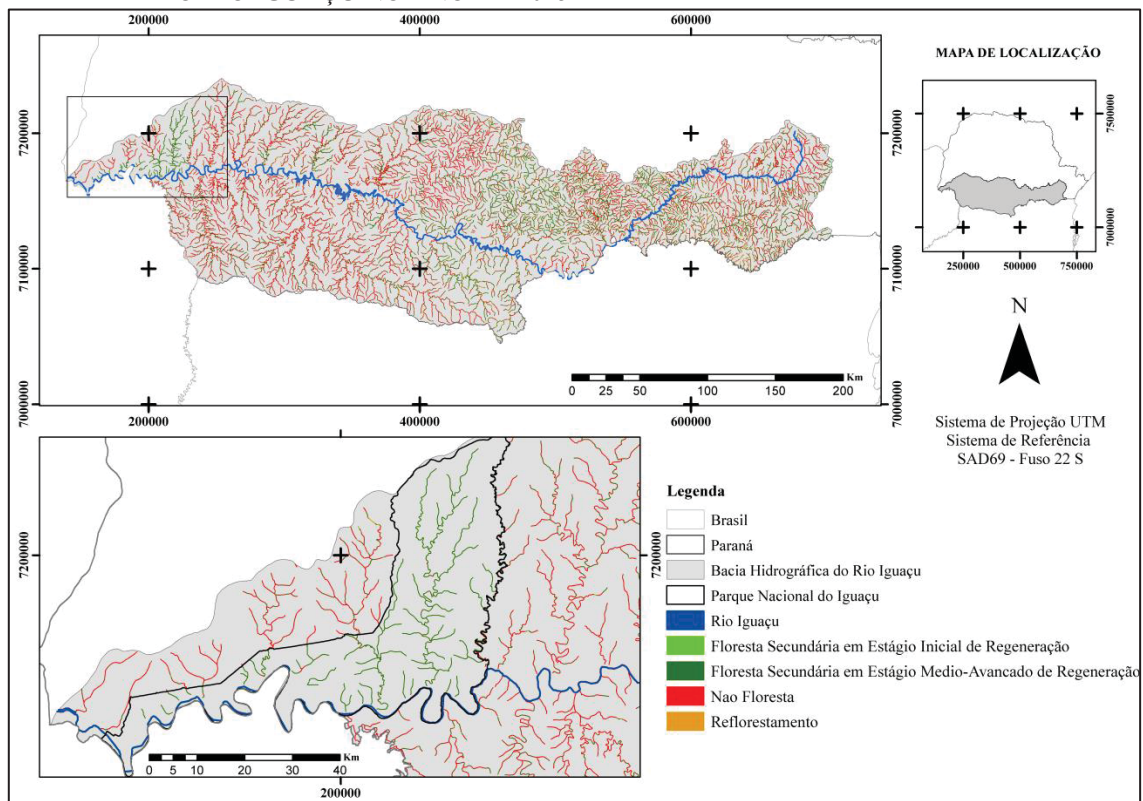 200000 400000 600000
7200000 7200000
7100000 7100000
7000000 7000000
0 25 50 100 150 200 Km
200000 400000 600000
MAPA DE LOCALIZAÇÃO
7500000
7000000
250000 500000 750000
N
Sistema de Projeção UTM
Sistema de Referência
SAD69 - Fuso 22 S
7200000 7200000
0 5 10 20 30 40 Km
200000
Legenda
Brasil
Paraná
Bacia Hidrográfica do Rio Iguaçu
Parque Nacional do Iguaçu
Rio Iguaçu
Floresta Secundária em Estágio Inicial de Regeneração
Floresta Secundária em Estágio Medio-Avancado de Regeneração
Nao Floresta
Reflorestamento